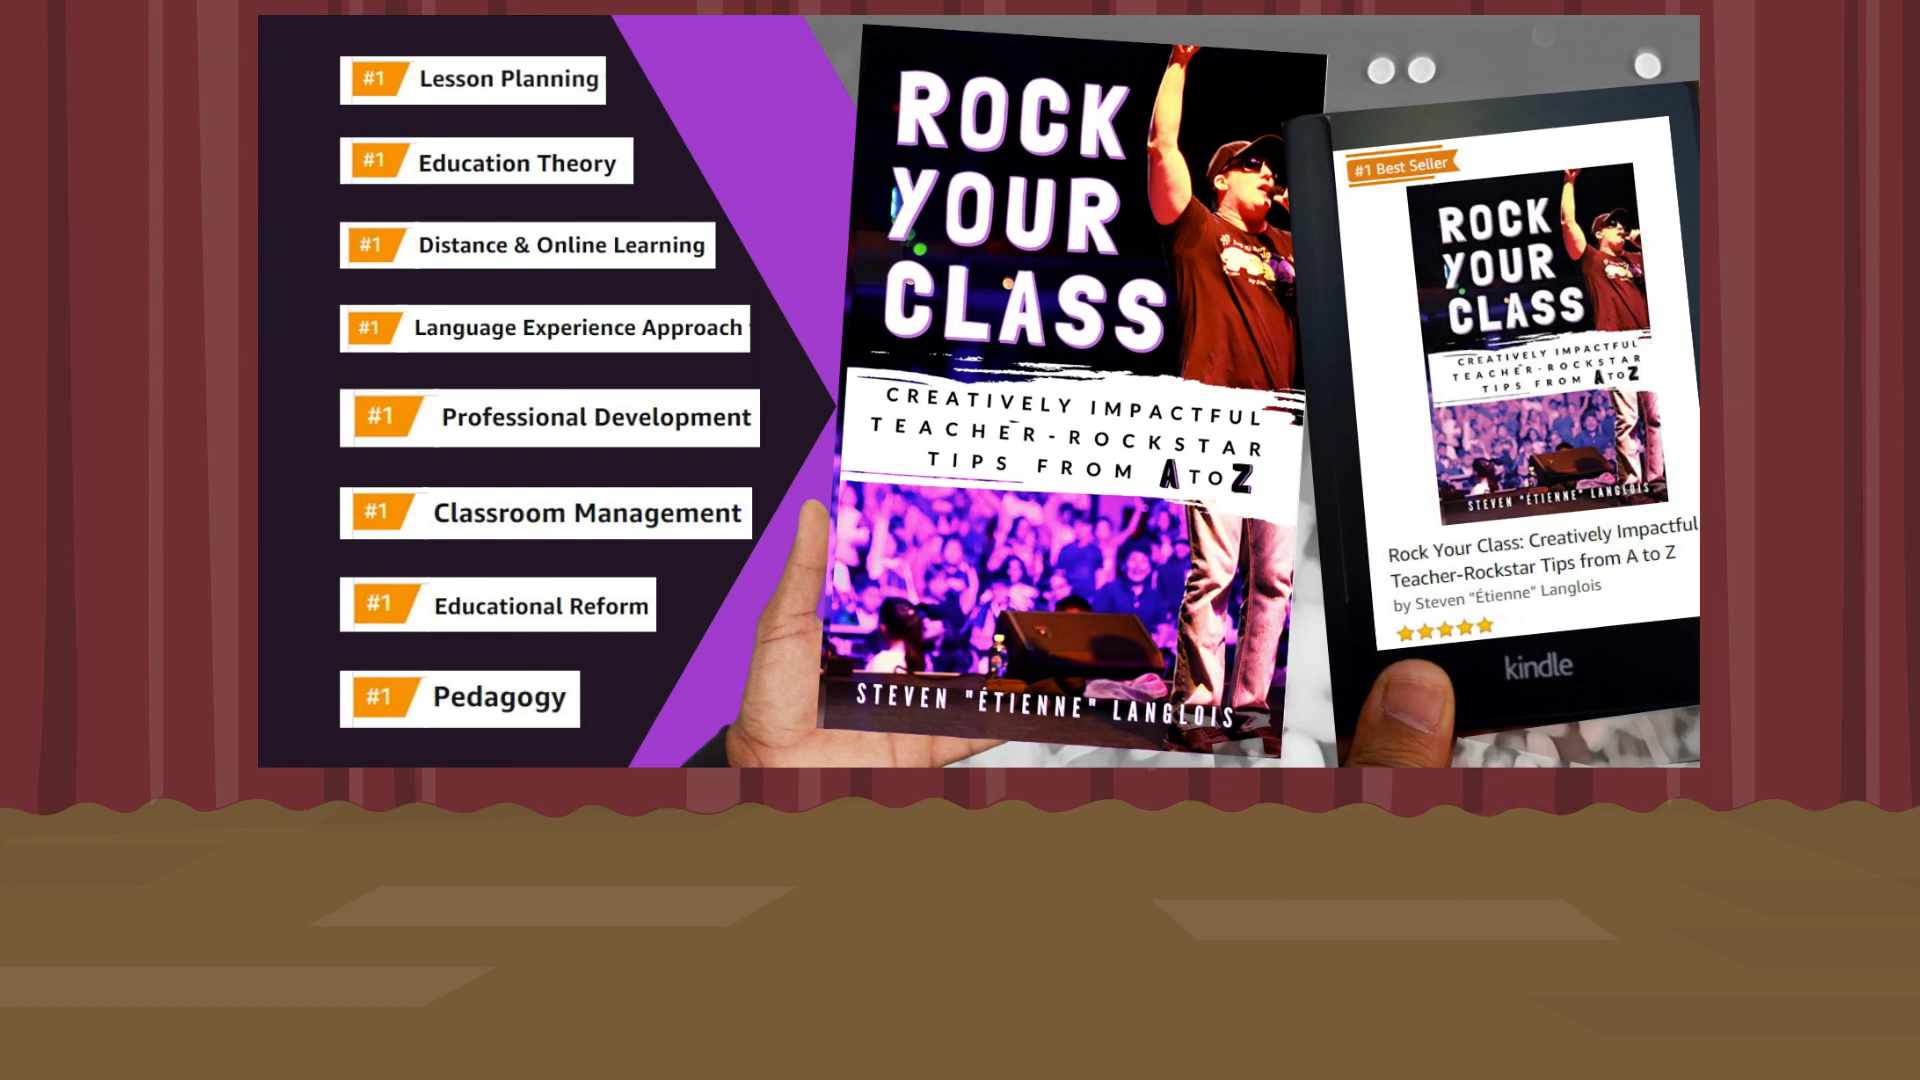 #1 Lesson Planning
#1 Education Theory
#1 Distance & Online Learning
#1 Language Experience Approach
#1 Professional Development
#1 Classroom Management
#1 Educational Reform
#1 Pedagogy
ROCK
YOUR
CLASS
CREATIVELY IMPACTFUL
TEACHER-ROCKSTAR
TIPS FROM A TO Z
STEVEN "ÉTIENNE" LANGLOIS
#1 Best Seller
ROCK
YOUR
CLASS
CREATIVELY IMPACTFUL
TEACHER-ROCKSTAR
TIPS FROM A TO Z
STEVEN "ÉTIENNE" LANGLOIS
Rock Your Class: Creatively Impactful
Teacher-Rockstar Tips from A to Z
by Steven "Étienne" Langlois
kindle